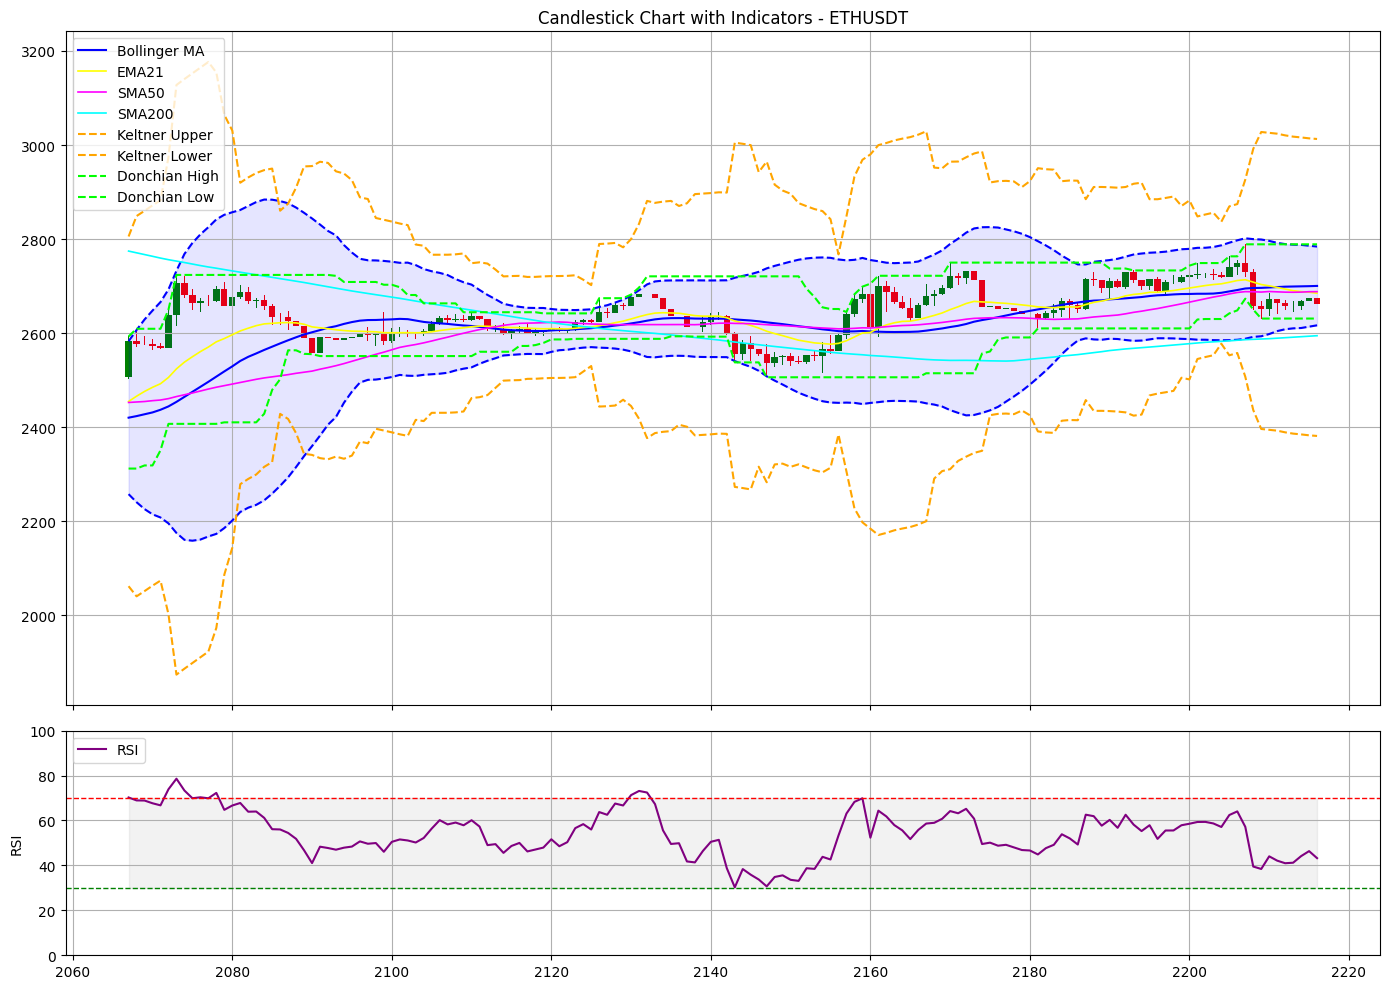 Candlestick Chart with Indicators - ETHUSDT
3200
3000
2800
2600
2400
2200
2000
Bollinger MA
EMA21
SMA50
SMA200
Keltner Upper
Keltner Lower
Donchian High
Donchian Low
100
80
60
40
20
0
RSI
RSI
2060
2080
2100
2120
2140
2160
2180
2200
2220